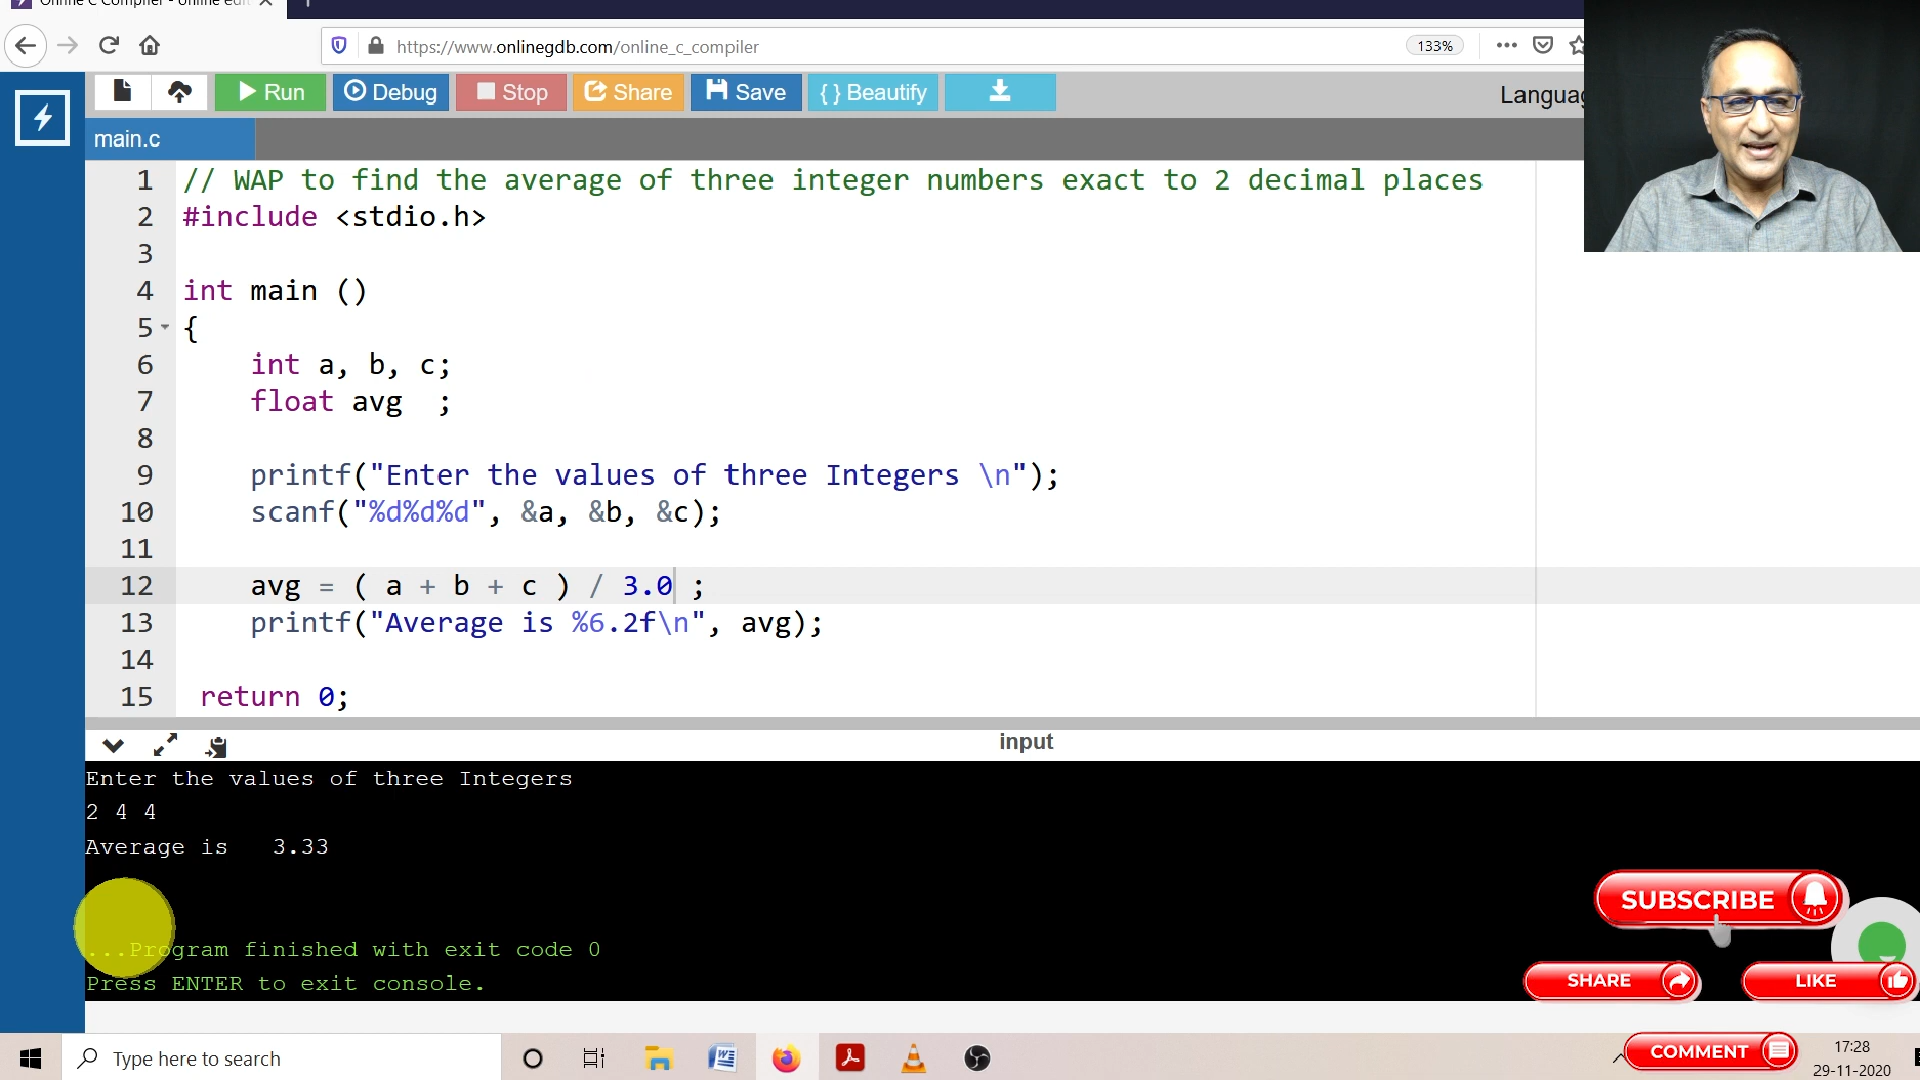 Online C Compiler - online edit
https://www.onlinegdb.com/online_c_compiler
133%
Run Debug Stop Share Save { } Beautify
Languag
main.c
1 // WAP to find the average of three integer numbers exact to 2 decimal places
2 #include <stdio.h>
3
4 int main ()
5 {
6 int a, b, c;
7 float avg ;
8
9 printf("Enter the values of three Integers \n");
10 scanf("%d%d%d", &a, &b, &c);
11
12 avg = ( a + b + c ) / 3.0 ;
13 printf("Average is %6.2f\n", avg);
14
15 return 0;
input
Enter the values of three Integers
2 4 4
Average is 3.33
...Program finished with exit code 0
Press ENTER to exit console.
SUBSCRIBE
SHARE
LIKE
COMMENT
Type here to search
17:28
29-11-2020